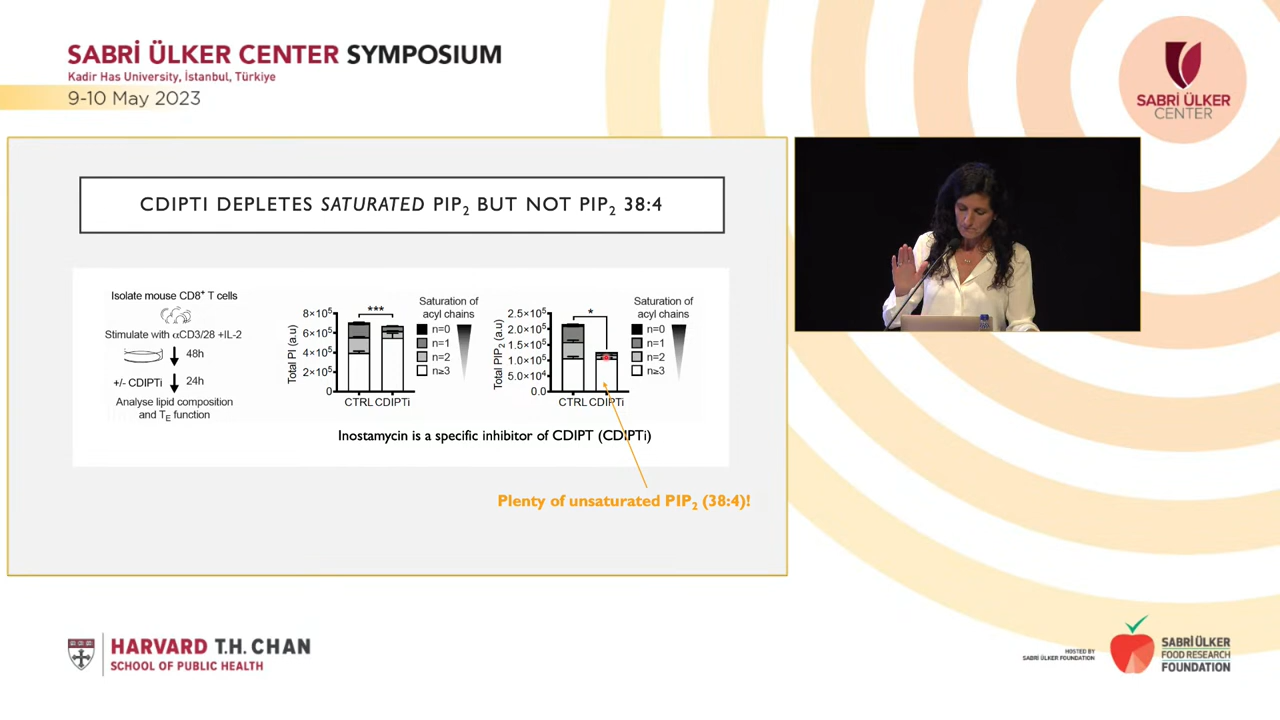 SABRİ ÜLKER CENTER SYMPOSIUM
Kadir Has University, İstanbul, Türkiye
9-10 May 2023
SABRİ ÜLKER
CENTER
CDIPTI DEPLETES SATURATED PIP₂ BUT NOT PIP₂ 38:4
Isolate mouse CD8⁺ T cells
Stimulate with αCD3/28 +IL-2
48h
+/- CDIPTi
24h
Analyse lipid composition
and T_E function
Total PI (a.u)
8×10⁵
6×10⁵
4×10⁵
2×10⁵
0
***
CTRL CDIPTi
Saturation of
acyl chains
n=0
n=1
n=2
n≥3
Total PIP₂ (a.u)
2.5×10⁵
2.0×10⁵
1.5×10⁵
1.0×10⁵
5.0×10⁴
0.0
*
CTRL CDIPTi
Saturation of
acyl chains
n=0
n=1
n=2
n≥3
Inostamycin is a specific inhibitor of CDIPT (CDIPTi)
Plenty of unsaturated PIP₂ (38:4)!
HARVARD T.H. CHAN
SCHOOL OF PUBLIC HEALTH
HOSTED BY
SABRİ ÜLKER FOUNDATION
SABRİ ÜLKER
FOOD RESEARCH
FOUNDATION